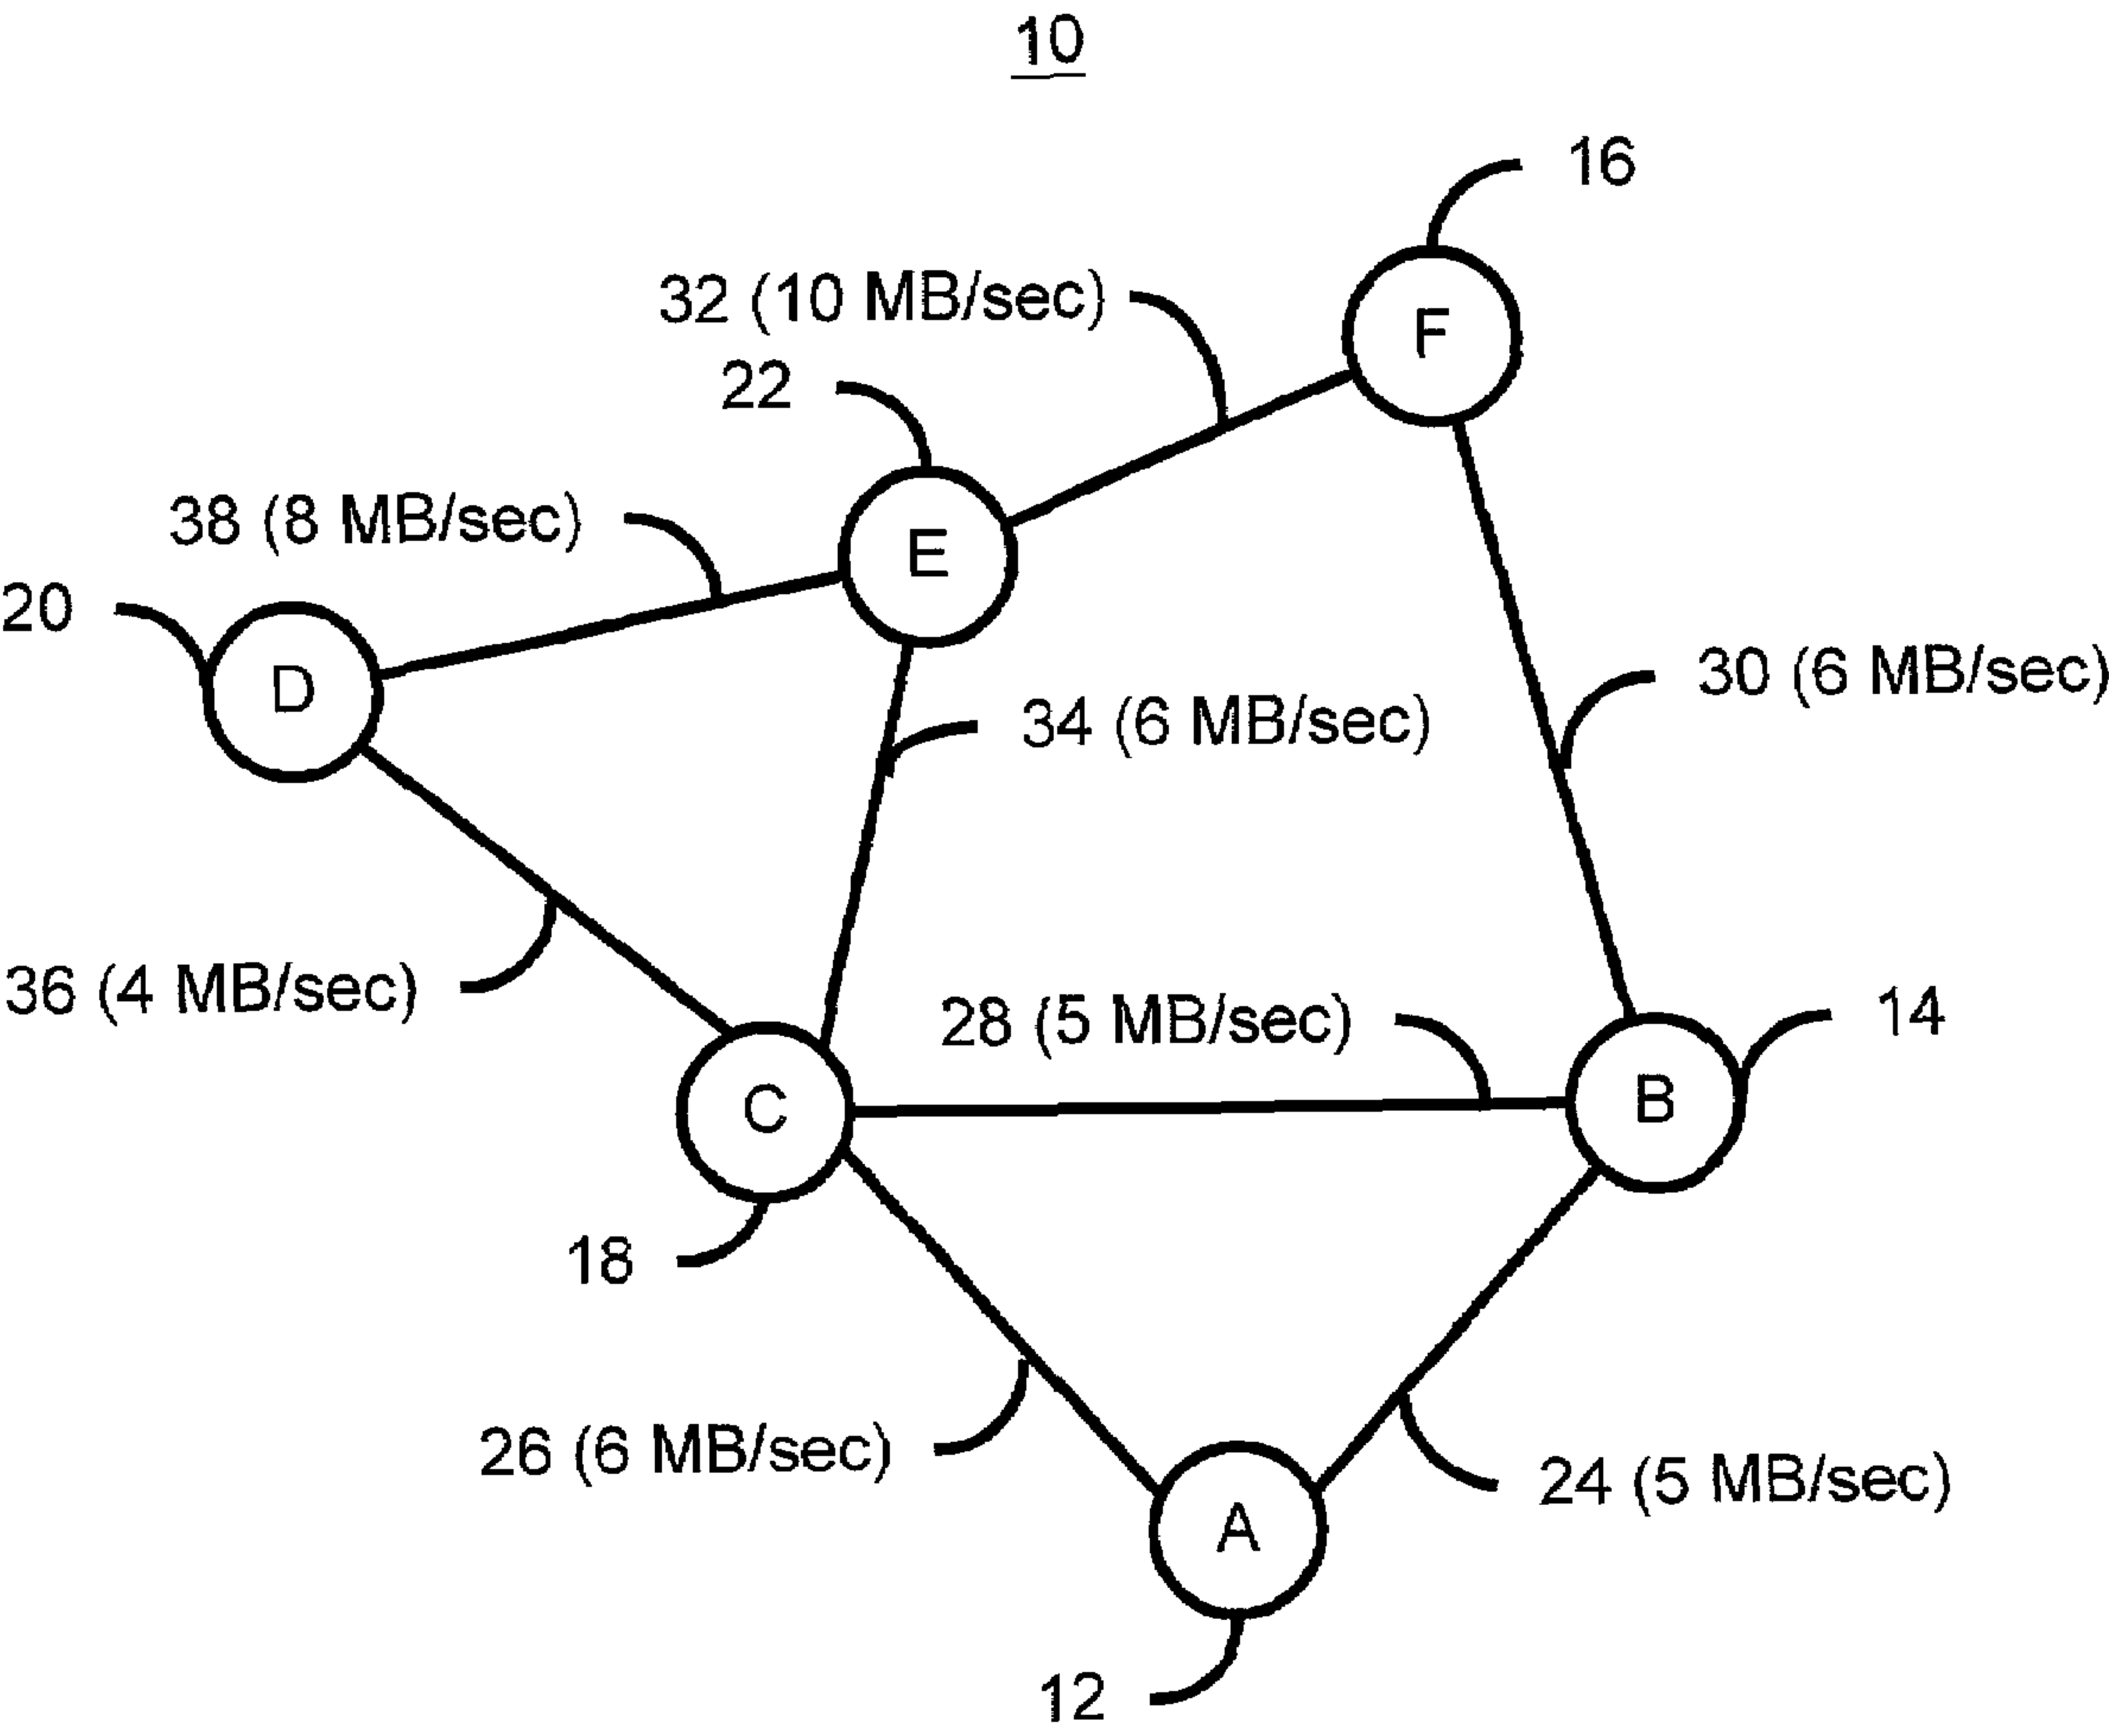 10
16
32 (10 MB/sec)
F
22
38 (8 MB/sec)
E
20
D
30 (6 MB/sec)
34 (6 MB/sec)
36 (4 MB/sec)
28 (5 MB/sec)
14
C
B
18
26 (6 MB/sec)
24 (5 MB/sec)
A
12